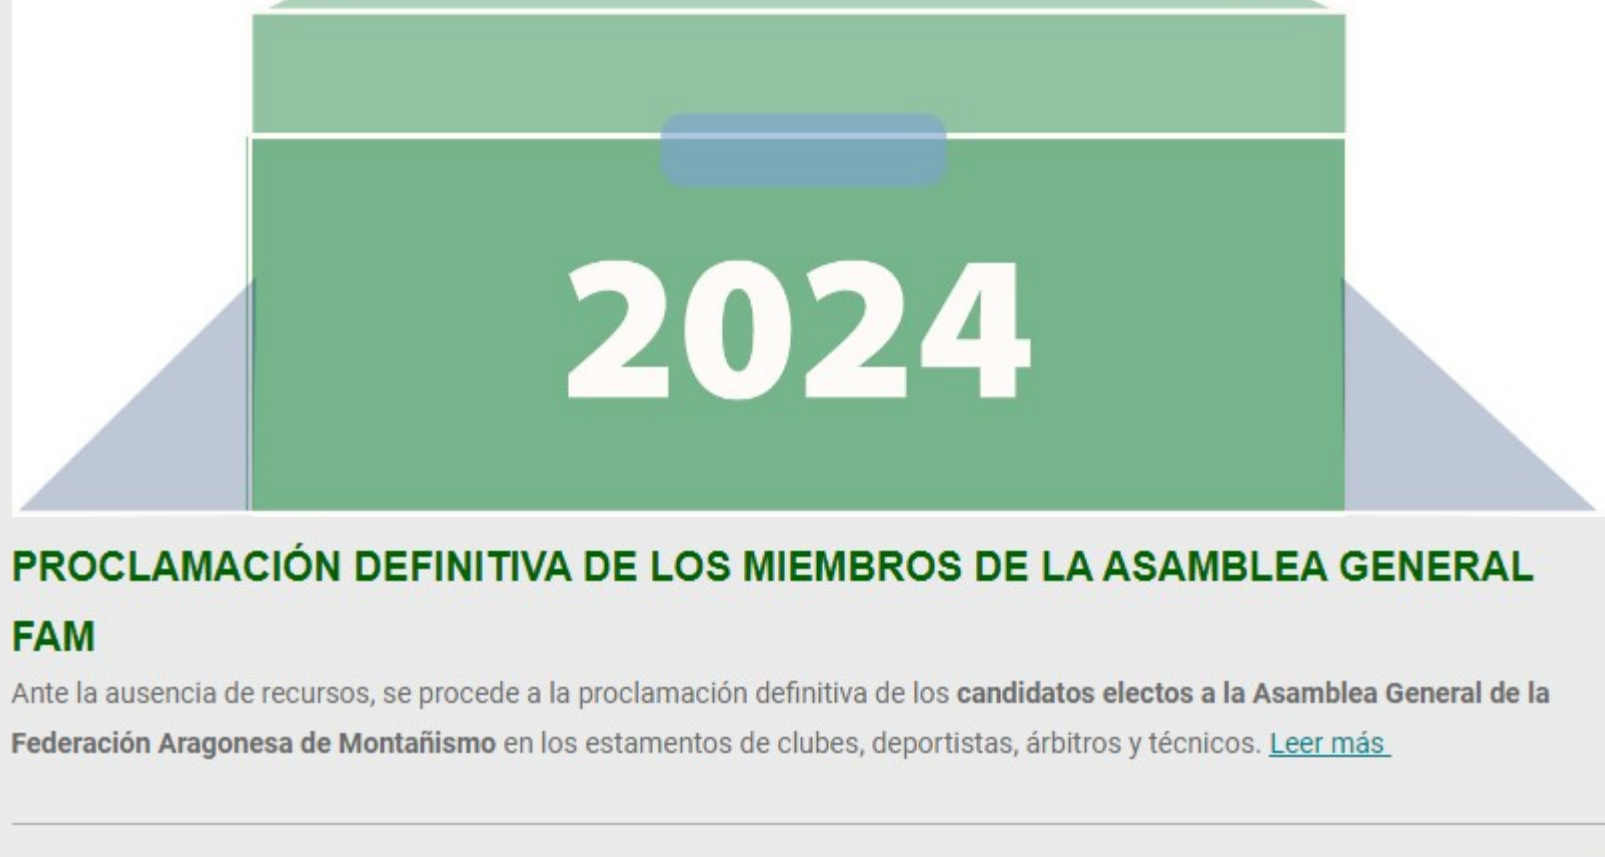 2024
PROCLAMACIÓN DEFINITIVA DE LOS MIEMBROS DE LA ASAMBLEA GENERAL
FAM
Ante la ausencia de recursos, se procede a la proclamación definitiva de los candidatos electos a la Asamblea General de la
Federación Aragonesa de Montañismo en los estamentos de clubes, deportistas, árbitros y técnicos. Leer más